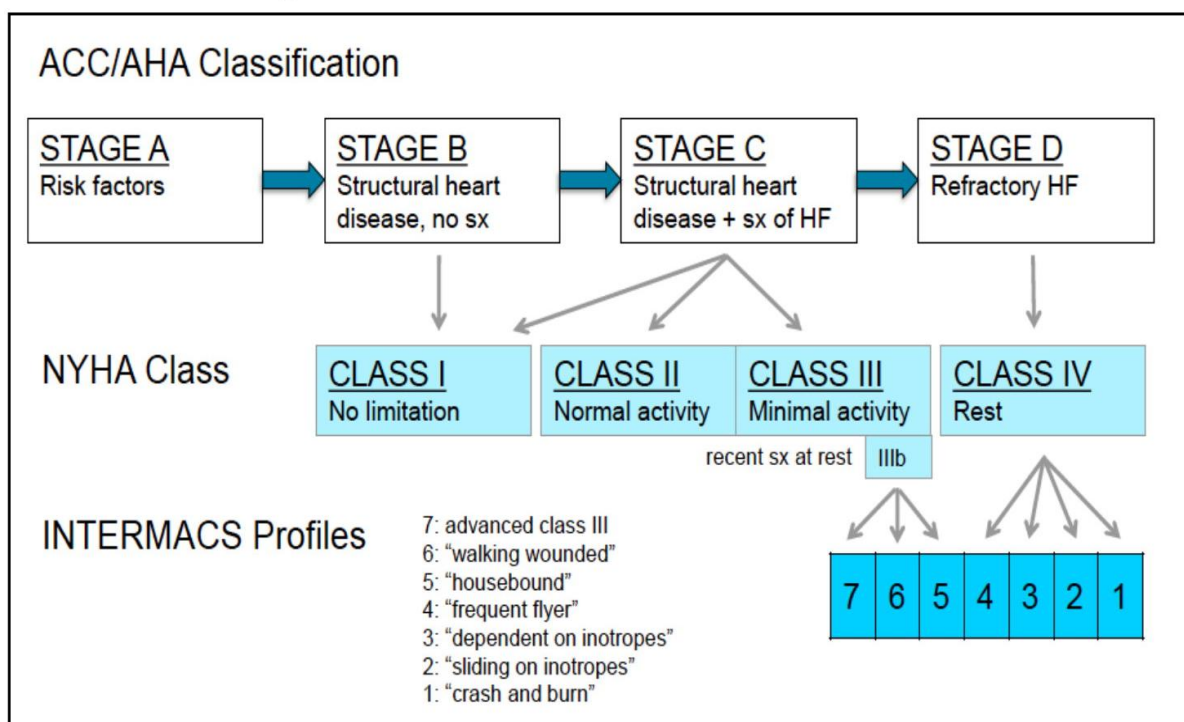 ACC/AHA Classification
STAGE A
Risk factors
STAGE B
Structural heart
disease, no sx
STAGE C
Structural heart
disease + sx of HF
STAGE D
Refractory HF
NYHA Class
CLASS I
No limitation
CLASS II
Normal activity
CLASS III
Minimal activity
CLASS IV
Rest
recent sx at rest
IIIb
INTERMACS Profiles
7: advanced class III
6: “walking wounded”
5: “housebound”
4: “frequent flyer”
3: “dependent on inotropes”
2: “sliding on inotropes”
1: “crash and burn”
7 6 5 4 3 2 1